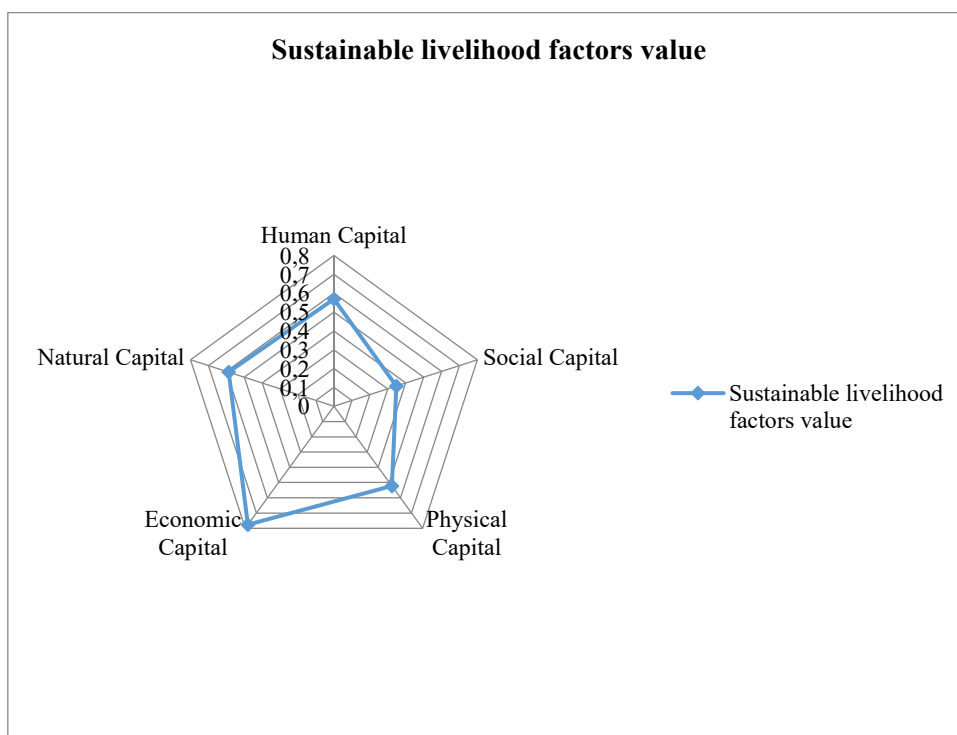 Sustainable livelihood factors value
Human Capital
0,8
0,7
0,6
0,5
0,4
0,3
0,2
0,1
0
Natural Capital
Social Capital
Economic
Capital
Physical
Capital
Sustainable livelihood
factors value